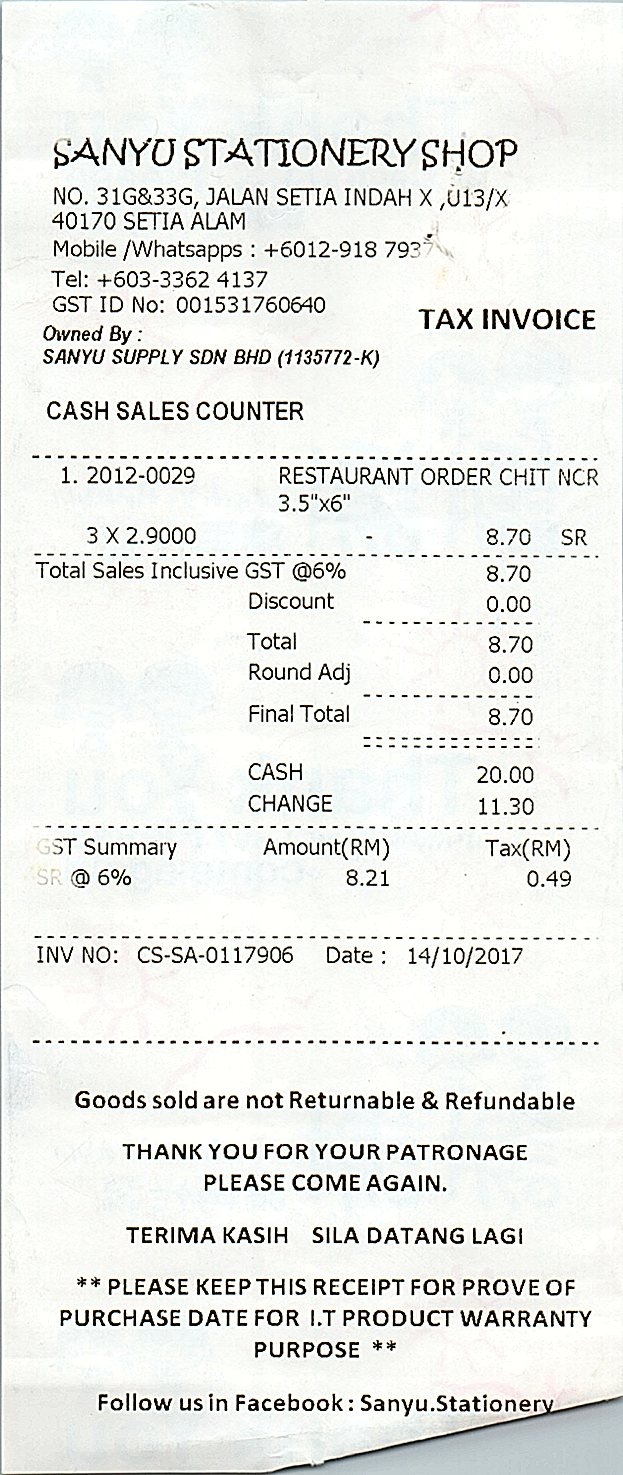 SANYU STATIONERY SHOP
NO. 31G&33G, JALAN SETIA INDAH X ,U13/X
40170 SETIA ALAM
Mobile /Whatsapps : +6012-918 7937
Tel: +603-3362 4137
GST ID No: 001531760640
TAX INVOICE
Owned By :
SANYU SUPPLY SDN BHD (1135772-K)
CASH SALES COUNTER
1. 2012-0029 RESTAURANT ORDER CHIT NCR
3.5"x6"
3 X 2.9000 - 8.70 SR
Total Sales Inclusive GST @6% 8.70
Discount 0.00
Total 8.70
Round Adj 0.00
Final Total 8.70
CASH 20.00
CHANGE 11.30
GST Summary Amount(RM) Tax(RM)
SR @ 6% 8.21 0.49
INV NO: CS-SA-0117906 Date : 14/10/2017
Goods sold are not Returnable & Refundable
THANK YOU FOR YOUR PATRONAGE
PLEASE COME AGAIN.
TERIMA KASIH SILA DATANG LAGI
** PLEASE KEEP THIS RECEIPT FOR PROVE OF
PURCHASE DATE FOR I.T PRODUCT WARRANTY
PURPOSE **
Follow us in Facebook : Sanyu.Stationery